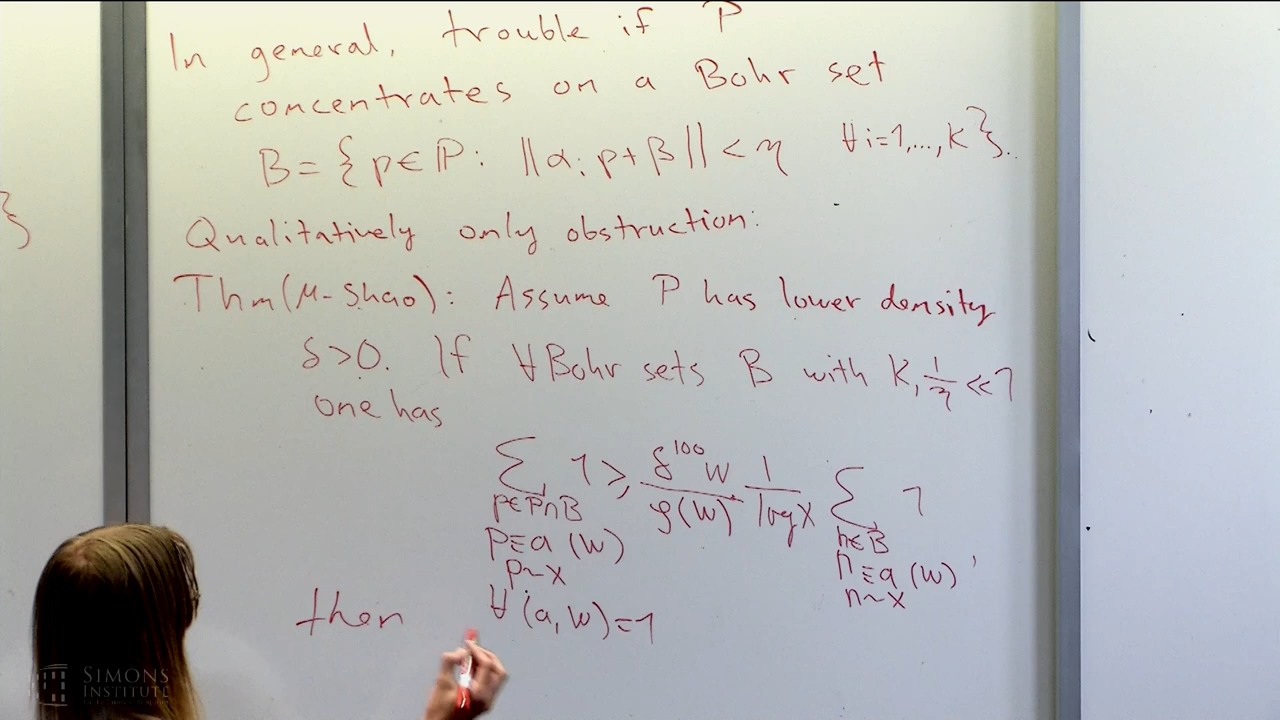 In general, trouble if P
concentrates on a Bohr set
B = {p ∈ ℙ : ||αᵢ p + β|| < η ∀ i=1,...,K}.
}
Qualitatively only obstruction:
Thm (M-Shao): Assume P has lower density
δ > 0. If ∀ Bohr sets B with K, 1/η ≪ 1
one has
∑_{p∈P∩B, p≡a (W), p~X} 1 ≥ δ^{100} W/φ(W) 1/log X ∑_{n∈B, n≡a (W), n~X} 1,
∀ (a, W) = 1
then
SIMONS
INSTITUTE